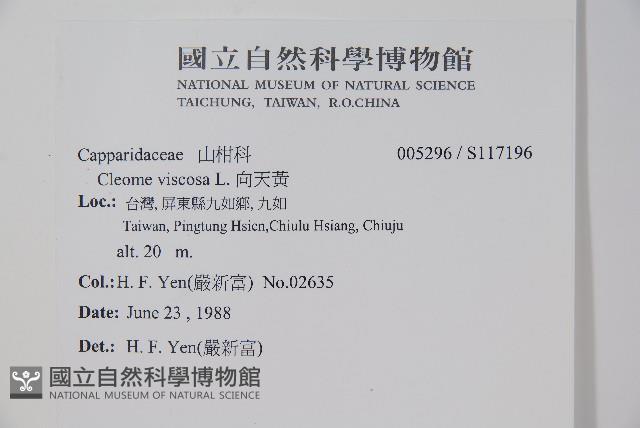 國立自然科學博物館
NATIONAL MUSEUM OF NATURAL SCIENCE
TAICHUNG, TAIWAN, R.O.CHINA
Capparidaceae 山柑科 005296 / S117196
Cleome viscosa L. 向天黃
Loc.: 台灣, 屏東縣九如鄉, 九如
Taiwan, Pingtung Hsien,Chiulu Hsiang, Chiuju
alt. 20 m.
Col.: H. F. Yen(嚴新富) No.02635
Date: June 23 , 1988
Det.: H. F. Yen(嚴新富)
國立自然科學博物館
NATIONAL MUSEUM OF NATURAL SCIENCE